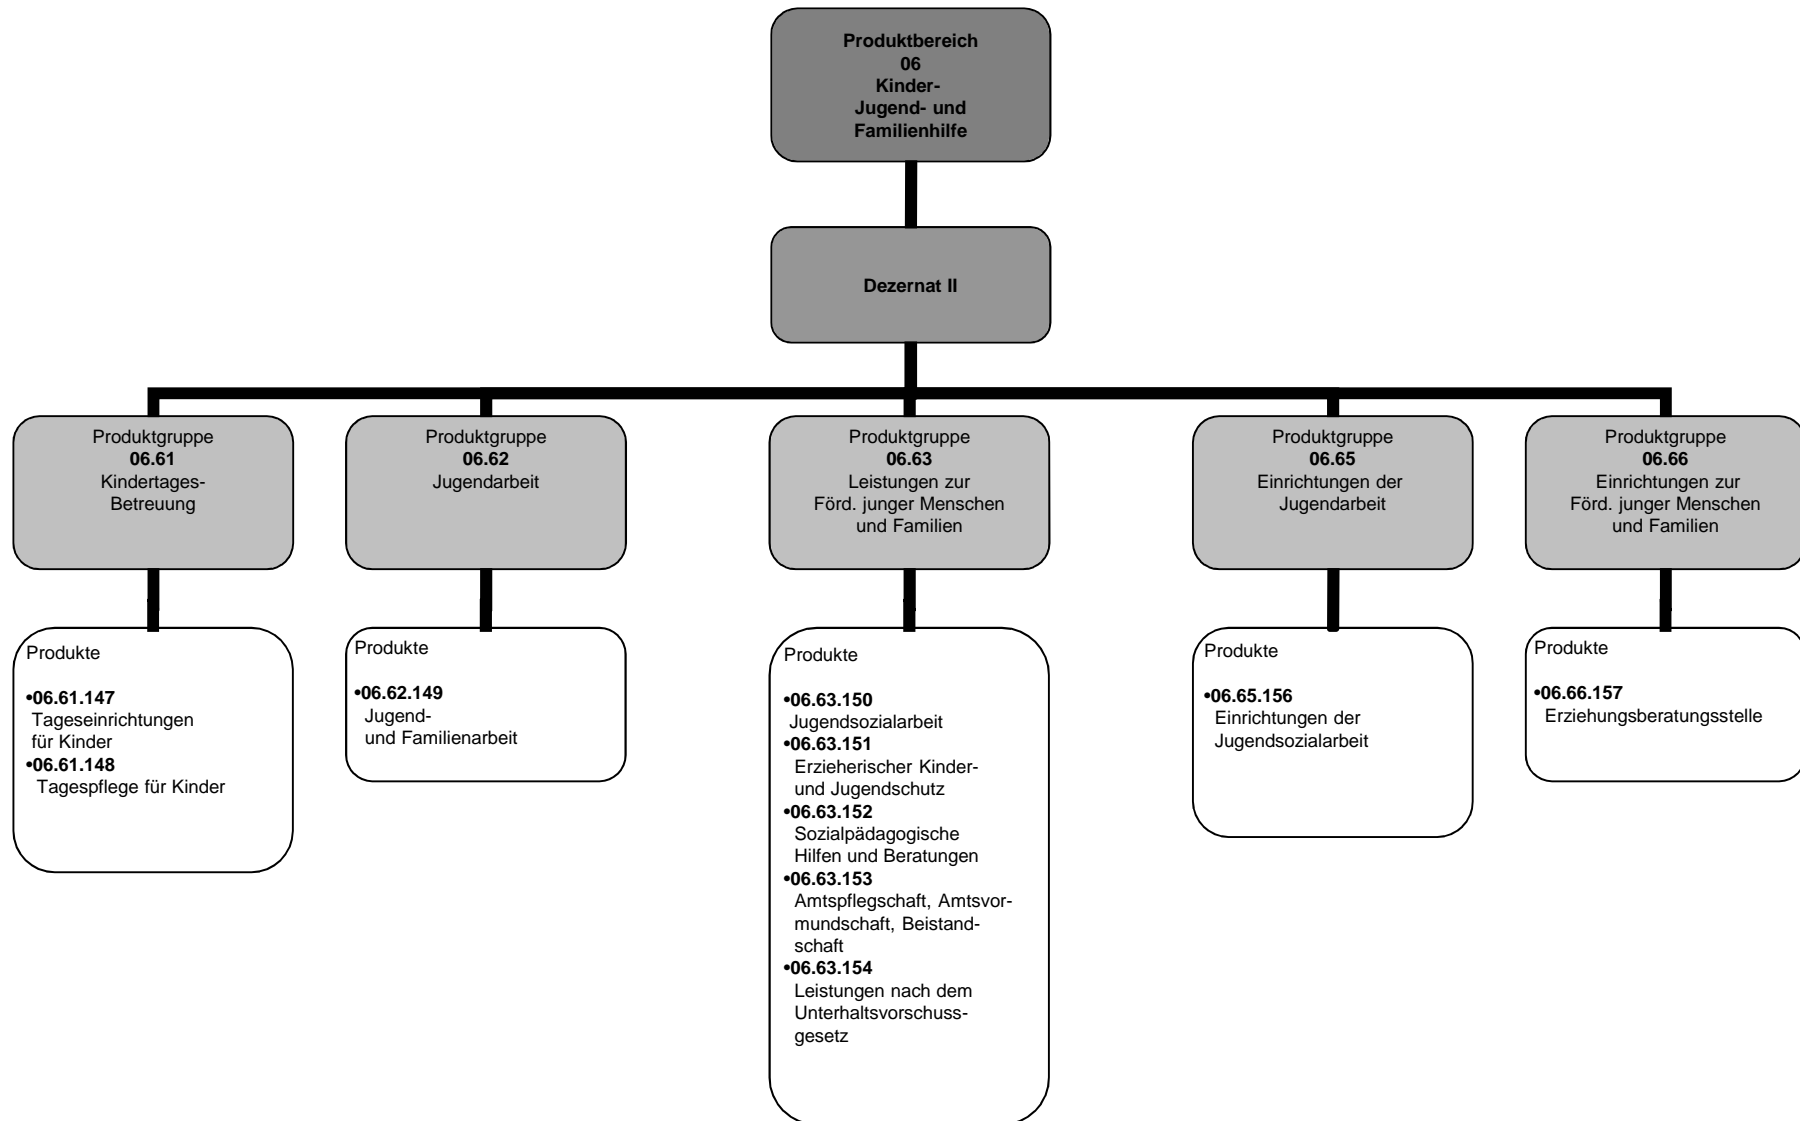 Produktbereich
06
Kinder-
Jugend- und
Familienhilfe
Dezernat II
Produktgruppe
06.61
Kindertages-
Betreuung
Produktgruppe
06.62
Jugendarbeit
Produktgruppe
06.63
Leistungen zur
Förd. junger Menschen
und Familien
Produktgruppe
06.65
Einrichtungen der
Jugendarbeit
Produktgruppe
06.66
Einrichtungen zur
Förd. junger Menschen
und Familien
Produkte
•06.61.147
Tageseinrichtungen
für Kinder
•06.61.148
Tagespflege für Kinder
Produkte
•06.62.149
Jugend-
und Familienarbeit
Produkte
•06.63.150
Jugendsozialarbeit
•06.63.151
Erzieherischer Kinder-
und Jugendschutz
•06.63.152
Sozialpädagogische
Hilfen und Beratungen
•06.63.153
Amtspflegschaft, Amtsvor-
mundschaft, Beistand-
schaft
•06.63.154
Leistungen nach dem
Unterhaltsvorschuss-
gesetz
Produkte
•06.65.156
Einrichtungen der
Jugendsozialarbeit
Produkte
•06.66.157
Erziehungsberatungsstelle